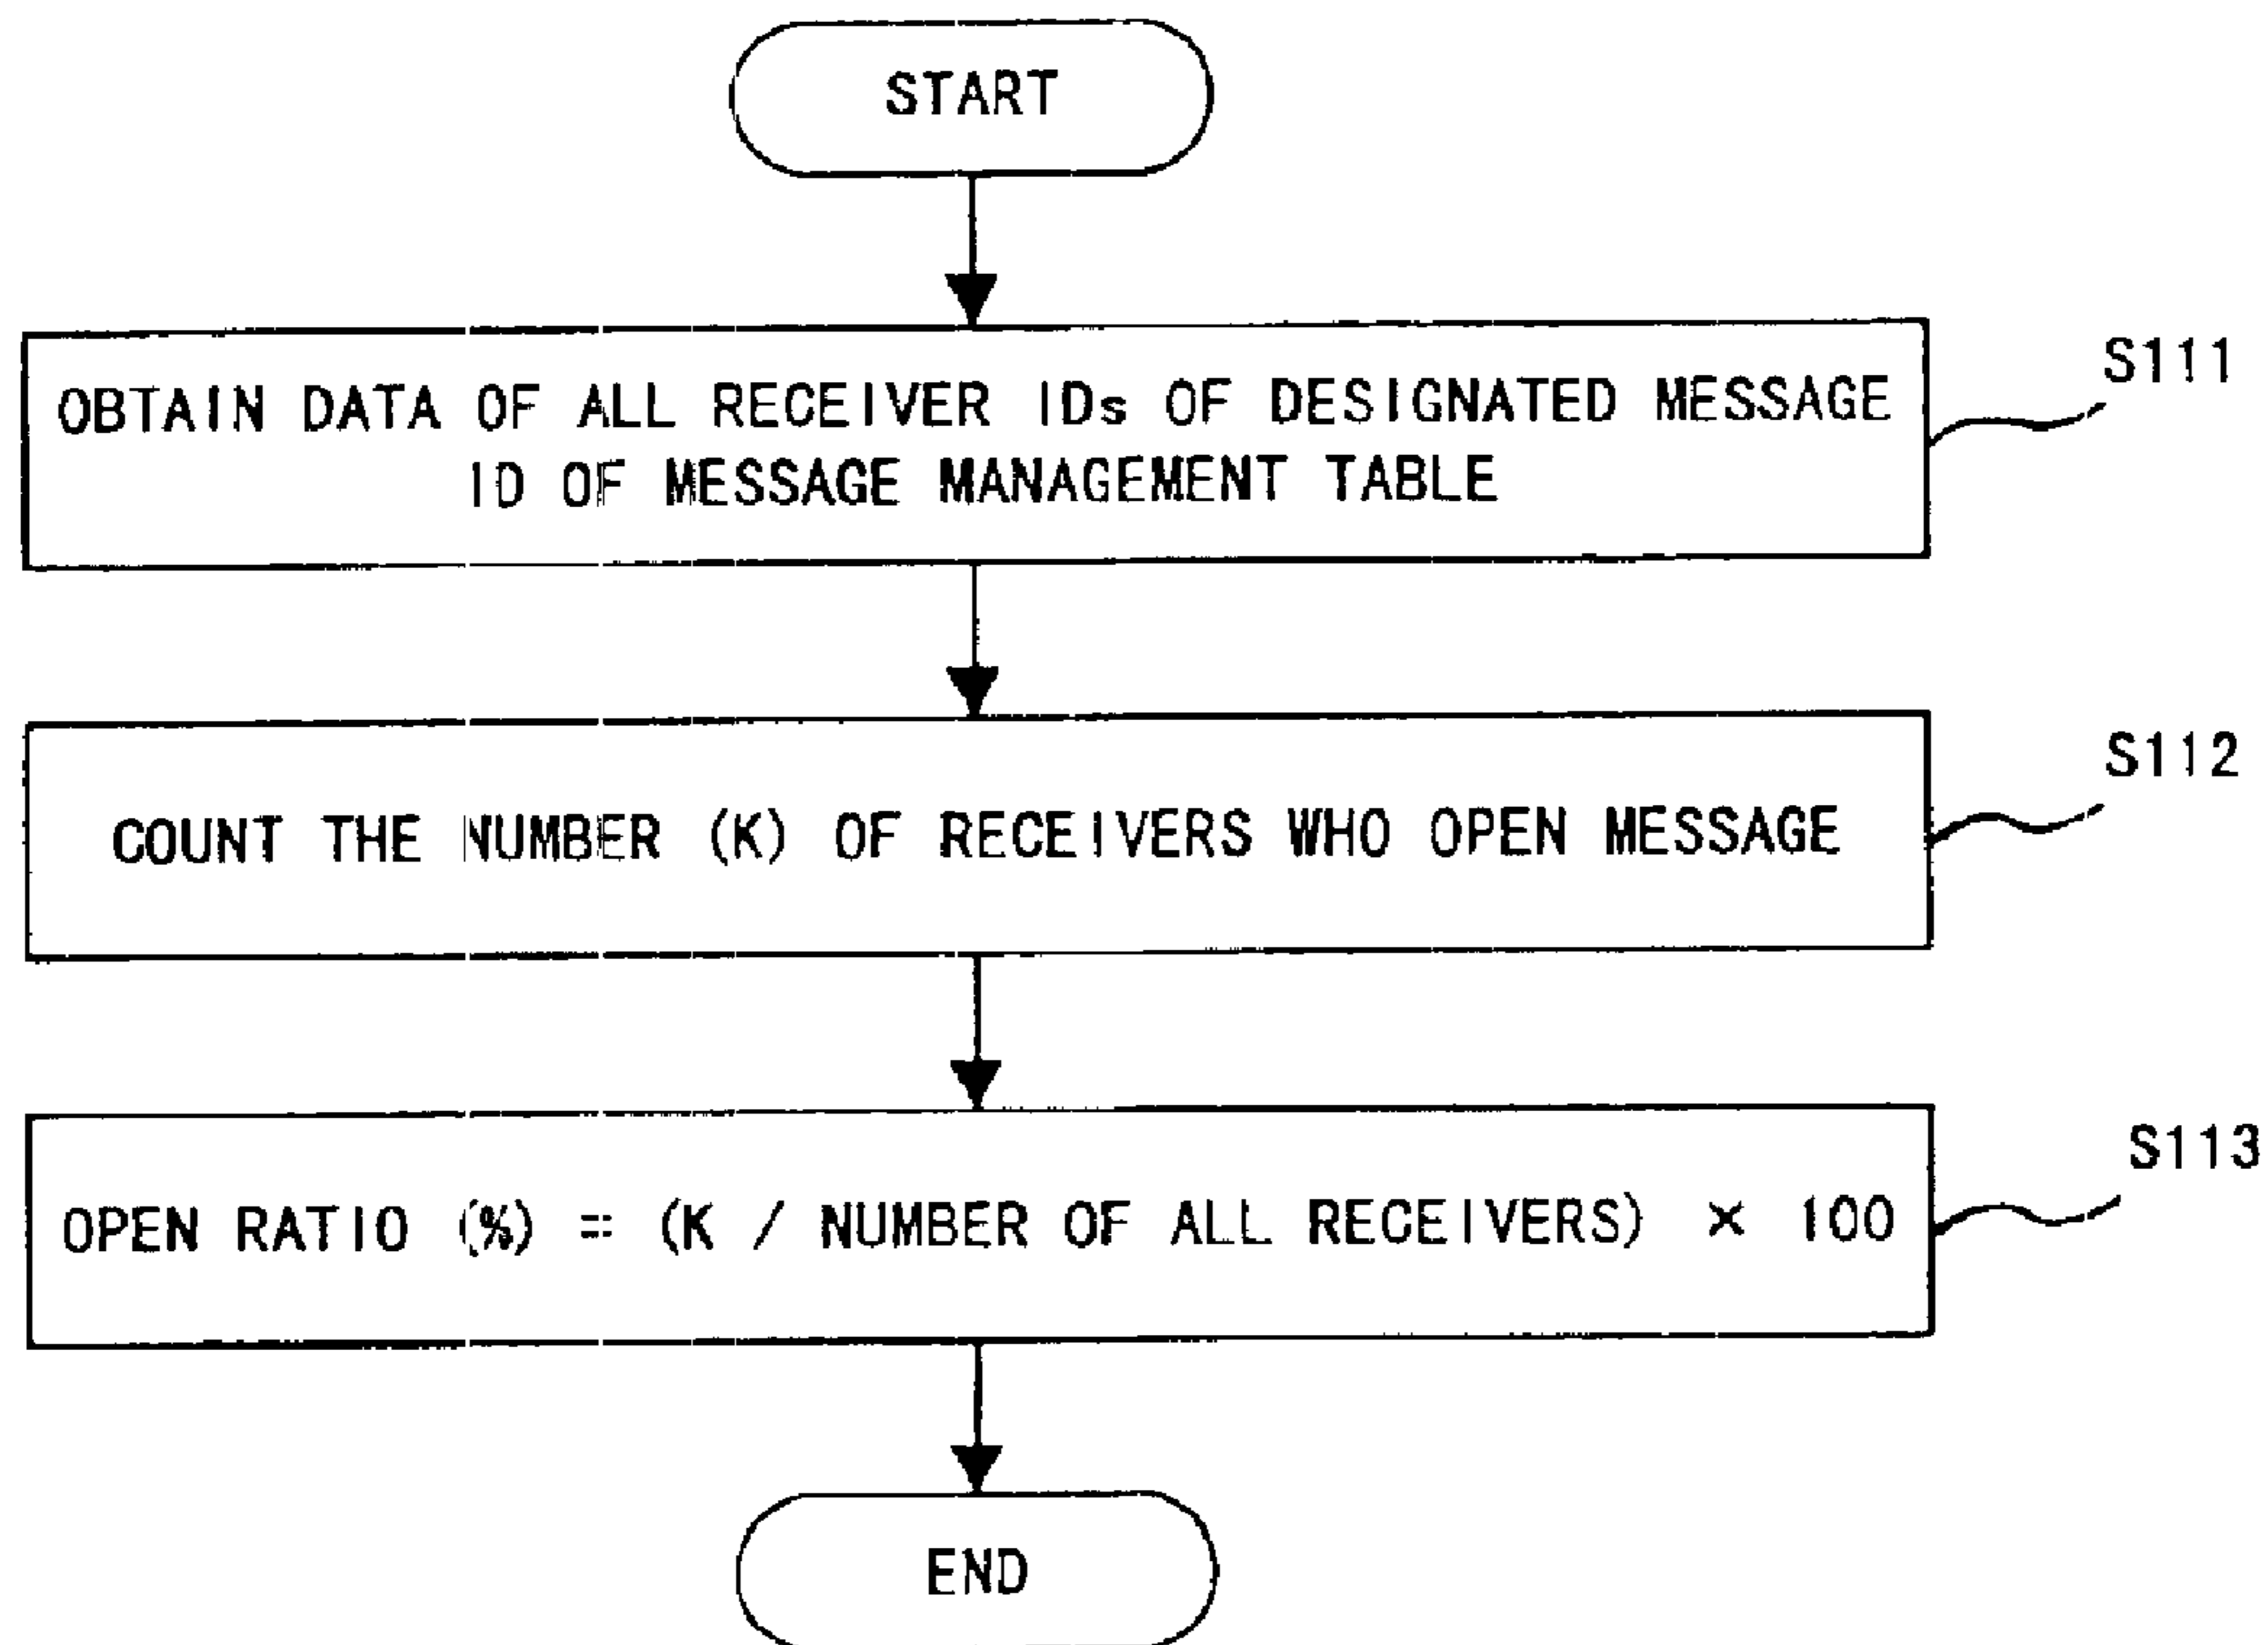 START
OBTAIN DATA OF ALL RECEIVER IDs OF DESIGNATED MESSAGE
ID OF MESSAGE MANAGEMENT TABLE
S111
COUNT THE NUMBER (K) OF RECEIVERS WHO OPEN MESSAGE
S112
OPEN RATIO (%) = (K / NUMBER OF ALL RECEIVERS) × 100
S113
END